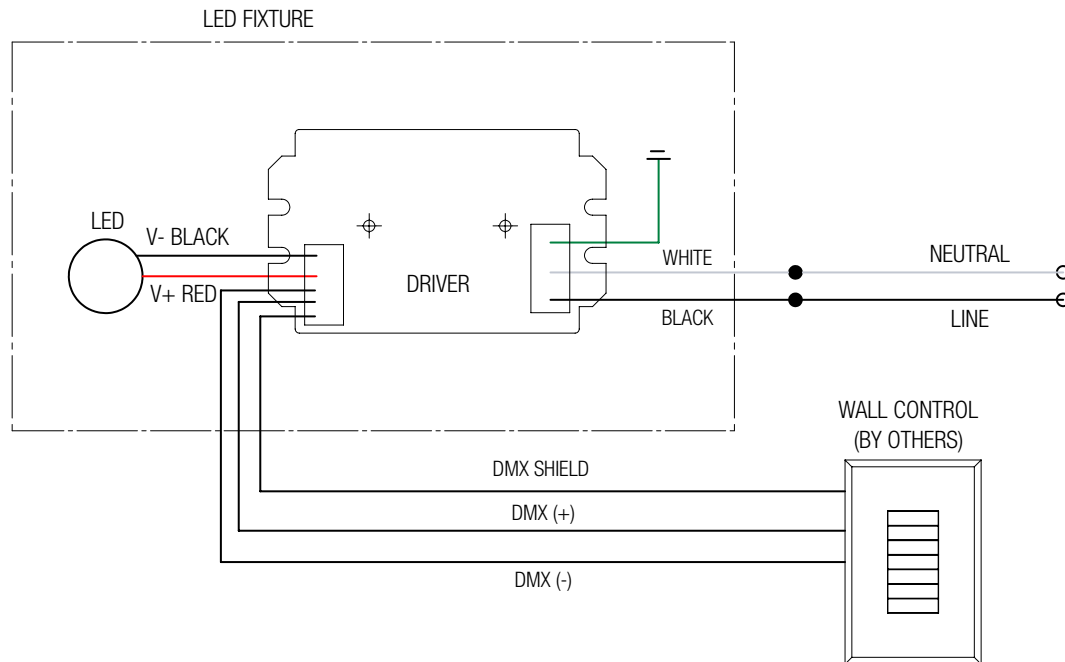 LED FIXTURE
LED
V- BLACK
V+ RED
DRIVER
WHITE
BLACK
NEUTRAL
LINE
WALL CONTROL
(BY OTHERS)
DMX SHIELD
DMX (+)
DMX (-)